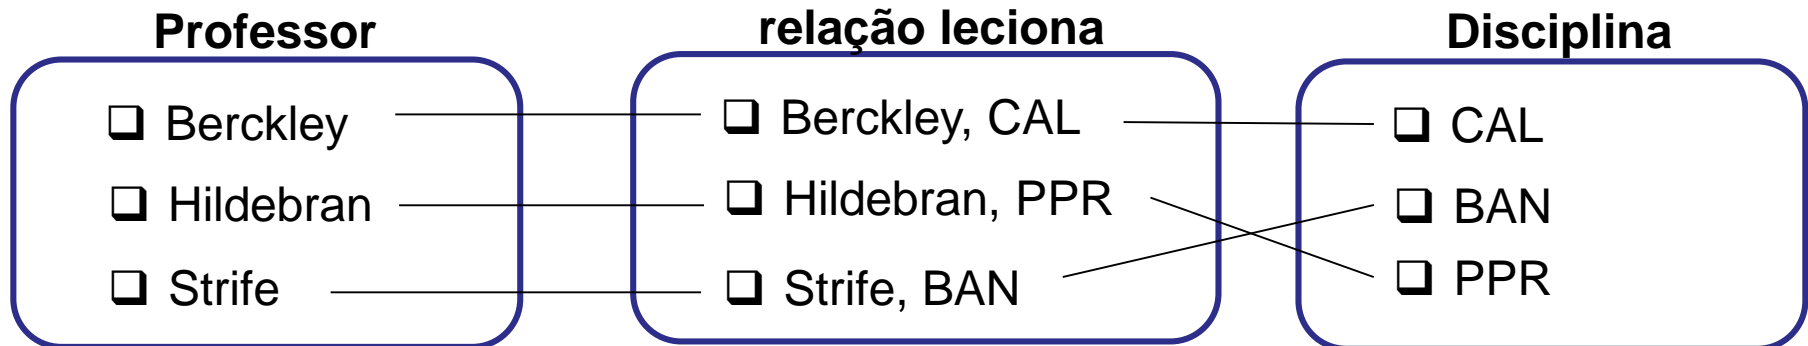 Professor
❑ Berckley
❑ Hildebran
❑ Strife
relação leciona
❑ Berckley, CAL
❑ Hildebran, PPR
❑ Strife, BAN
Disciplina
❑ CAL
❑ BAN
❑ PPR